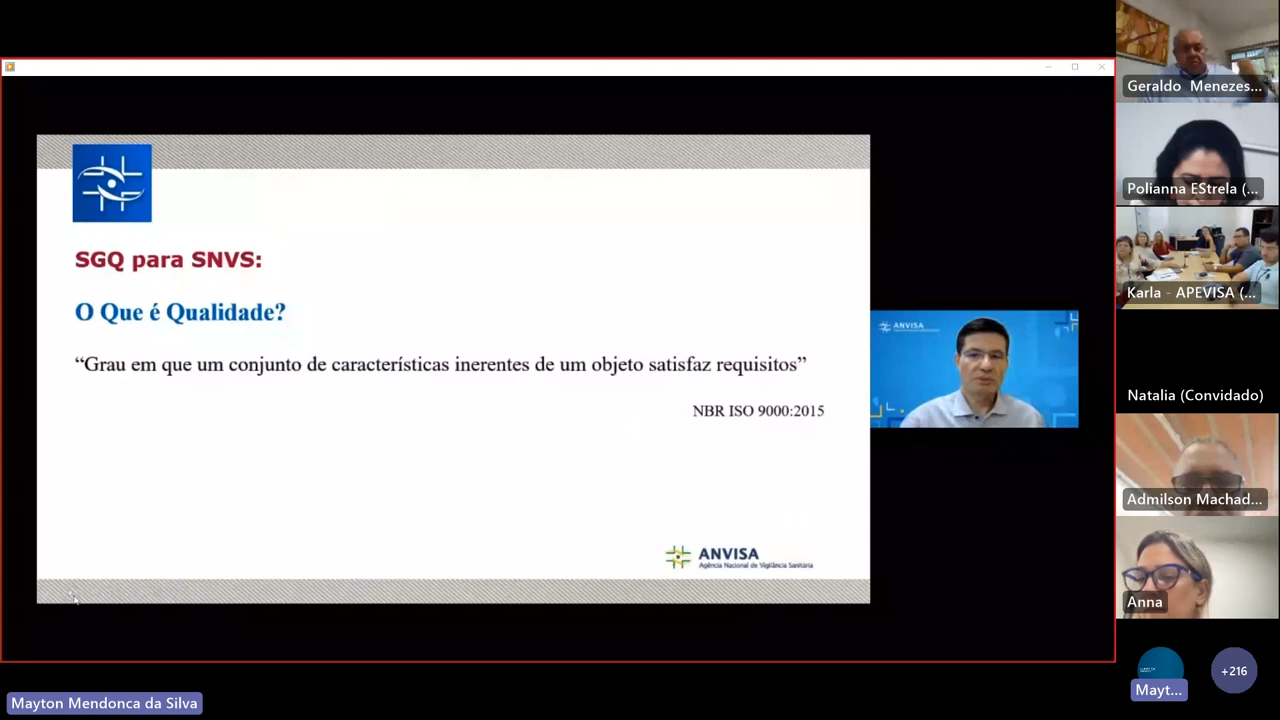 SGQ para SNVS:
O Que é Qualidade?
“Grau em que um conjunto de características inerentes de um objeto satisfaz requisitos”
NBR ISO 9000:2015
ANVISA
Agência Nacional de Vigilância Sanitária
ANVISA
Geraldo Menezes...
Polianna EStrela (...
Karla - APEVISA (...
Natalia (Convidado)
Admilson Machad...
Anna
Mayt...
+216
Mayton Mendonca da Silva